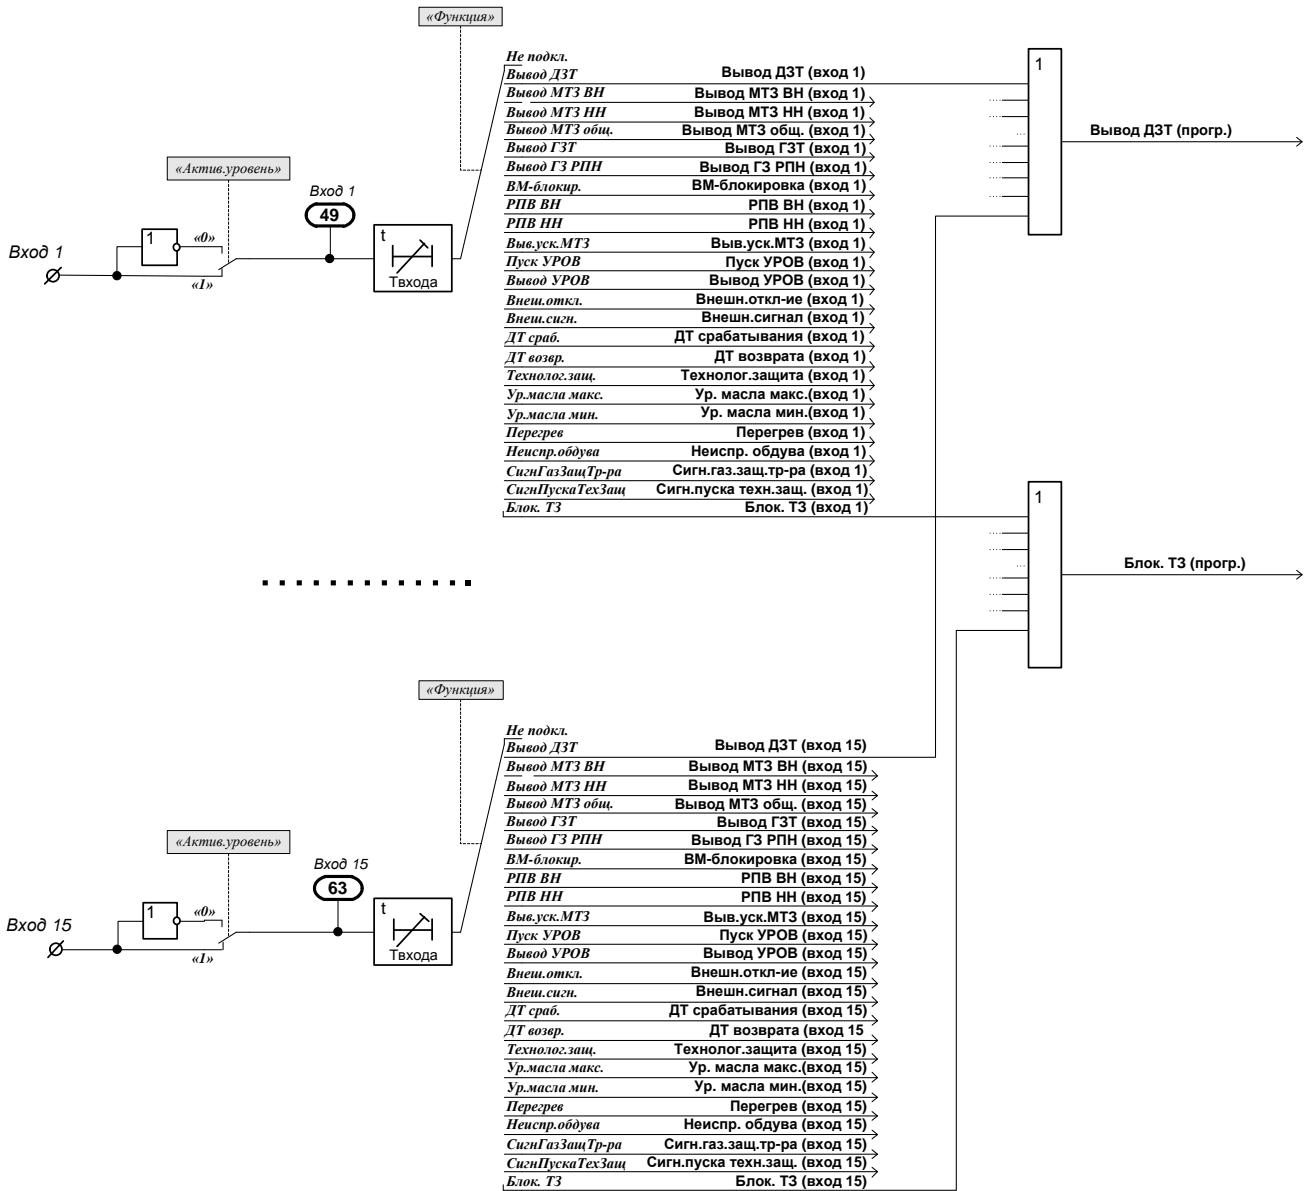 «Функция»
Не подкл.
Вывод ДЗТ Вывод ДЗТ (вход 1)
Вывод МТЗ ВН Вывод МТЗ ВН (вход 1)
Вывод МТЗ НН Вывод МТЗ НН (вход 1)
Вывод МТЗ общ. Вывод МТЗ общ. (вход 1)
Вывод ГЗТ Вывод ГЗТ (вход 1)
Вывод ГЗ РПН Вывод ГЗ РПН (вход 1)
ВМ-блокир. ВМ-блокировка (вход 1)
РПВ ВН РПВ ВН (вход 1)
РПВ НН РПВ НН (вход 1)
Выв.уск.МТЗ Выв.уск.МТЗ (вход 1)
Пуск УРОВ Пуск УРОВ (вход 1)
Вывод УРОВ Вывод УРОВ (вход 1)
Внеш.откл. Внешн.откл-ие (вход 1)
Внеш.сигн. Внешн.сигнал (вход 1)
ДТ сраб. ДТ срабатывания (вход 1)
ДТ возвр. ДТ возврата (вход 1)
Технолог.защ. Технолог.защита (вход 1)
Ур.масла макс. Ур. масла макс.(вход 1)
Ур.масла мин. Ур. масла мин.(вход 1)
Перегрев Перегрев (вход 1)
Неиспр.обдува Неиспр. обдува (вход 1)
СигнГазЗащТр-ра Сигн.газ.защ.тр-ра (вход 1)
СигнПускаТехЗащ Сигн.пуска техн.защ. (вход 1)
Блок. ТЗ Блок. ТЗ (вход 1)
«Актив.уровень»
Вход 1
49
Вход 1
1
«0»
«1»
t
Tвхода
1
Вывод ДЗТ (прогр.)
1
Блок. ТЗ (прогр.)
«Функция»
Не подкл.
Вывод ДЗТ Вывод ДЗТ (вход 15)
Вывод МТЗ ВН Вывод МТЗ ВН (вход 15)
Вывод МТЗ НН Вывод МТЗ НН (вход 15)
Вывод МТЗ общ. Вывод МТЗ общ. (вход 15)
Вывод ГЗТ Вывод ГЗТ (вход 15)
Вывод ГЗ РПН Вывод ГЗ РПН (вход 15)
ВМ-блокир. ВМ-блокировка (вход 15)
РПВ ВН РПВ ВН (вход 15)
РПВ НН РПВ НН (вход 15)
Выв.уск.МТЗ Выв.уск.МТЗ (вход 15)
Пуск УРОВ Пуск УРОВ (вход 15)
Вывод УРОВ Вывод УРОВ (вход 15)
Внеш.откл. Внешн.откл-ие (вход 15)
Внеш.сигн. Внешн.сигнал (вход 15)
ДТ сраб. ДТ срабатывания (вход 15)
ДТ возвр. ДТ возврата (вход 15
Технолог.защ. Технолог.защита (вход 15)
Ур.масла макс. Ур. масла макс.(вход 15)
Ур.масла мин. Ур. масла мин.(вход 15)
Перегрев Перегрев (вход 15)
Неиспр.обдува Неиспр. обдува (вход 15)
СигнГазЗащТр-ра Сигн.газ.защ.тр-ра (вход 15)
СигнПускаТехЗащ Сигн.пуска техн.защ. (вход 15)
Блок. ТЗ Блок. ТЗ (вход 15)
«Актив.уровень»
Вход 15
63
Вход 15
1
«0»
«1»
t
Tвхода